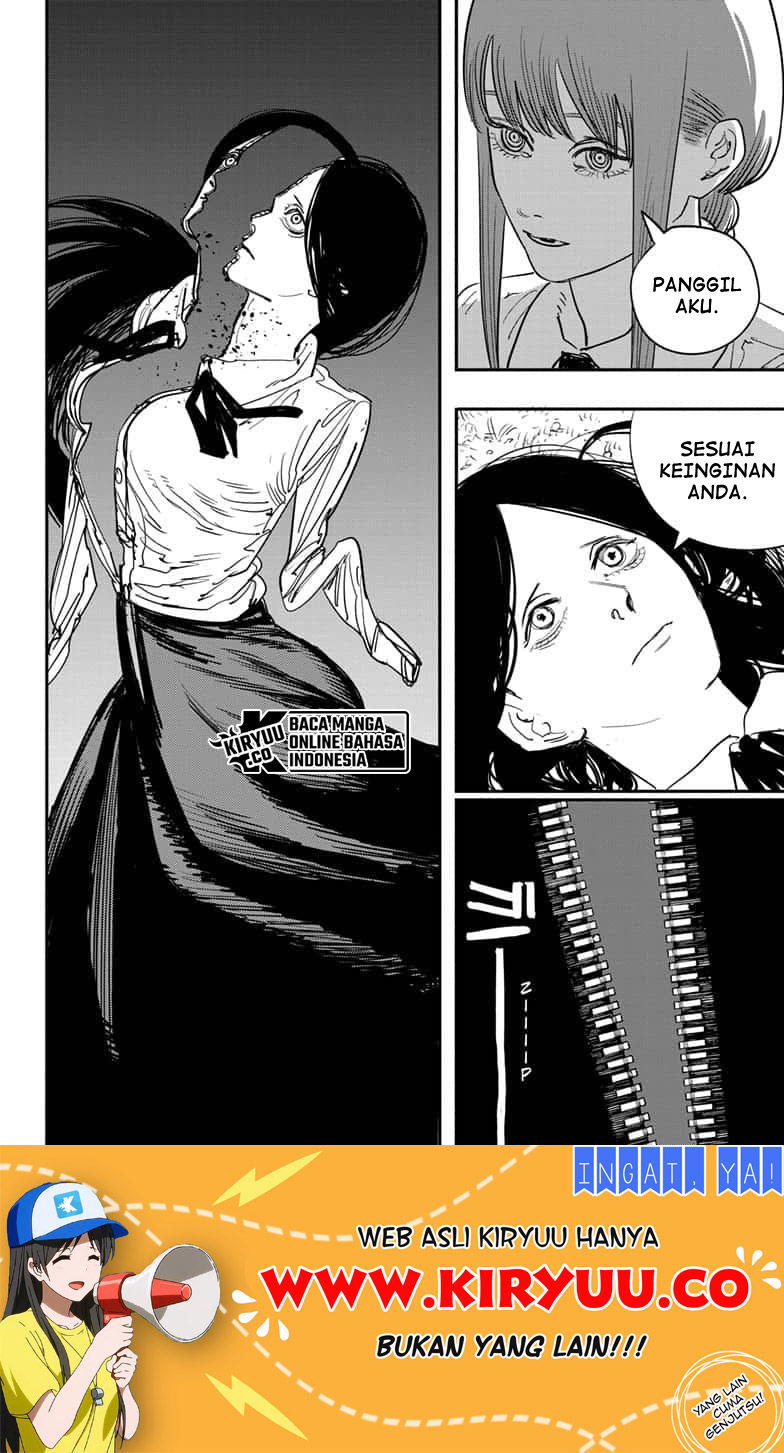 PANGGIL
AKU.
SESUAI
KEINGINAN
ANDA.
KIRYUU
.CO
BACA MANGA
ONLINE BAHASA
INDONESIA
Z-----P
INGAT, YA!
WEB ASLI KIRYUU HANYA
WWW.KIRYUU.CO
BUKAN YANG LAIN!!!
YANG LAIN
CUMA
GENJUTSU!